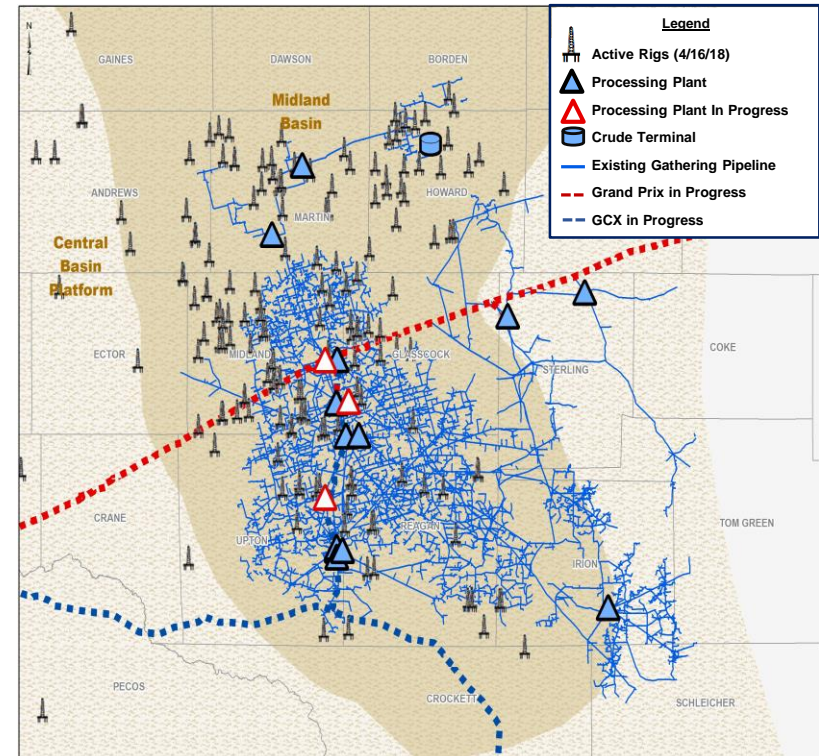 Legend
Active Rigs (4/16/18)
Processing Plant
Processing Plant In Progress
Crude Terminal
Existing Gathering Pipeline
Grand Prix in Progress
GCX in Progress
N
GAINES
DAWSON
BORDEN
Midland
Basin
ANDREWS
MARTIN
HOWARD
Central
Basin
Platform
ECTOR
MIDLAND
GLASSCOCK
STERLING
COKE
CRANE
UPTON
REAGAN
IRION
TOM GREEN
PECOS
CROCKETT
SCHLEICHER